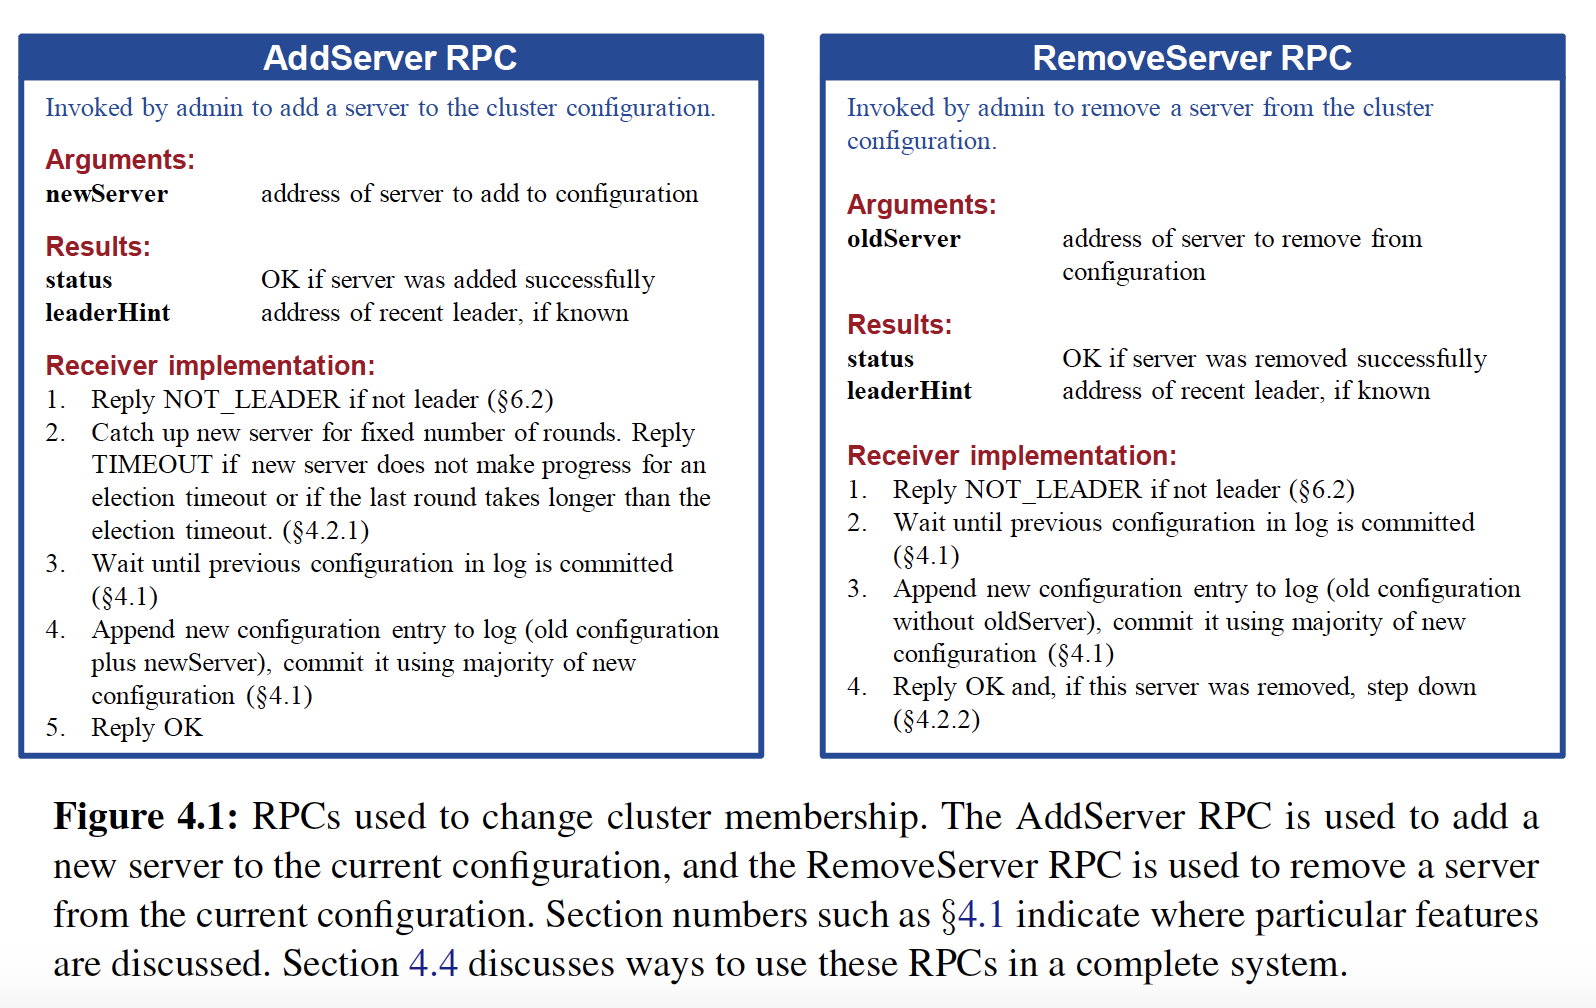 AddServer RPC
Invoked by admin to add a server to the cluster configuration.
Arguments:
newServer address of server to add to configuration
Results:
status OK if server was added successfully
leaderHint address of recent leader, if known
Receiver implementation:
1. Reply NOT_LEADER if not leader (§6.2)
2. Catch up new server for fixed number of rounds. Reply
TIMEOUT if new server does not make progress for an
election timeout or if the last round takes longer than the
election timeout. (§4.2.1)
3. Wait until previous configuration in log is committed
(§4.1)
4. Append new configuration entry to log (old configuration
plus newServer), commit it using majority of new
configuration (§4.1)
5. Reply OK
RemoveServer RPC
Invoked by admin to remove a server from the cluster
configuration.
Arguments:
oldServer address of server to remove from
configuration
Results:
status OK if server was removed successfully
leaderHint address of recent leader, if known
Receiver implementation:
1. Reply NOT_LEADER if not leader (§6.2)
2. Wait until previous configuration in log is committed
(§4.1)
3. Append new configuration entry to log (old configuration
without oldServer), commit it using majority of new
configuration (§4.1)
4. Reply OK and, if this server was removed, step down
(§4.2.2)
Figure 4.1: RPCs used to change cluster membership. The AddServer RPC is used to add a
new server to the current configuration, and the RemoveServer RPC is used to remove a server
from the current configuration. Section numbers such as §4.1 indicate where particular features
are discussed. Section 4.4 discusses ways to use these RPCs in a complete system.